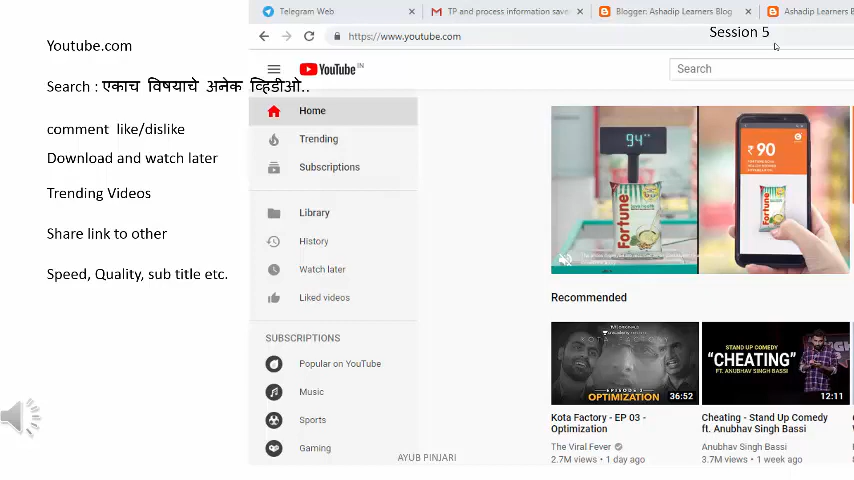 Telegram Web
TP and process information save
Blogger: Ashadip Learners Blog
Ashadip Learners B
https://www.youtube.com
Session 5
Youtube.com
YouTube IN
Search
Search : एकाच विषयाचे अनेक व्हिडीओ..
comment like/dislike
Download and watch later
Trending Videos
Share link to other
Speed, Quality, sub title etc.
Home
Trending
Subscriptions
Library
History
Watch later
Liked videos
SUBSCRIPTIONS
Popular on YouTube
Music
Sports
Gaming
94
Fortune
₹ 90
Fortune
Recommended
KOTA FACTORY
EPISODE 3
OPTIMIZATION
36:52
STAND UP COMEDY
“CHEATING”
FT. ANUBHAV SINGH BASSI
12:11
Kota Factory - EP 03 -
Optimization
The Viral Fever
2.7M views • 1 day ago
Cheating - Stand Up Comedy
ft. Anubhav Singh Bassi
Anubhav Singh Bassi
3.7M views • 1 week ago
AYUB PINJARI